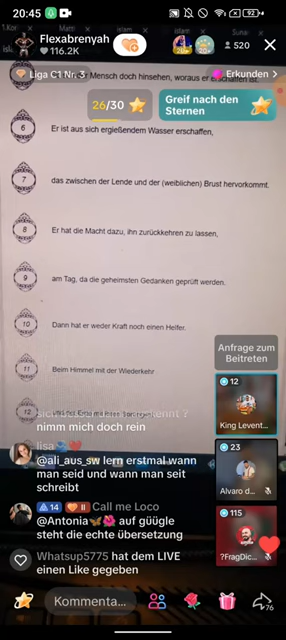 20:45
92
Flexabrenyah
116.2K
520
Liga C1 Nr. 3
Erkunden >
der Mensch doch hinsehen, woraus er
26/30
Greif nach den
Sternen
6
Er ist aus sich ergießendem Wasser erschaffen,
7
das zwischen der Lende und der (weiblichen) Brust hervorkommt.
8
Er hat die Macht dazu, ihn zurückkehren zu lassen,
9
am Tag, da die geheimsten Gedanken geprüft werden.
10
Dann hat er weder Kraft noch einen Helfer.
11
Beim Himmel mit der Wiederkehr
12
Anfrage zum
Beitreten
12
King Levent...
nimm mich doch rein
lisa
@ali_aus_sw lern erstmal wann
man seid und wann man seit
schreibt
23
Alvaro d...
14 II Call me Loco
@Antonia auf güügle
steht die echte übersetzung
115
?FragDic...
Whatsup5775 hat dem LIVE
einen Like gegeben
Kommenta...
76